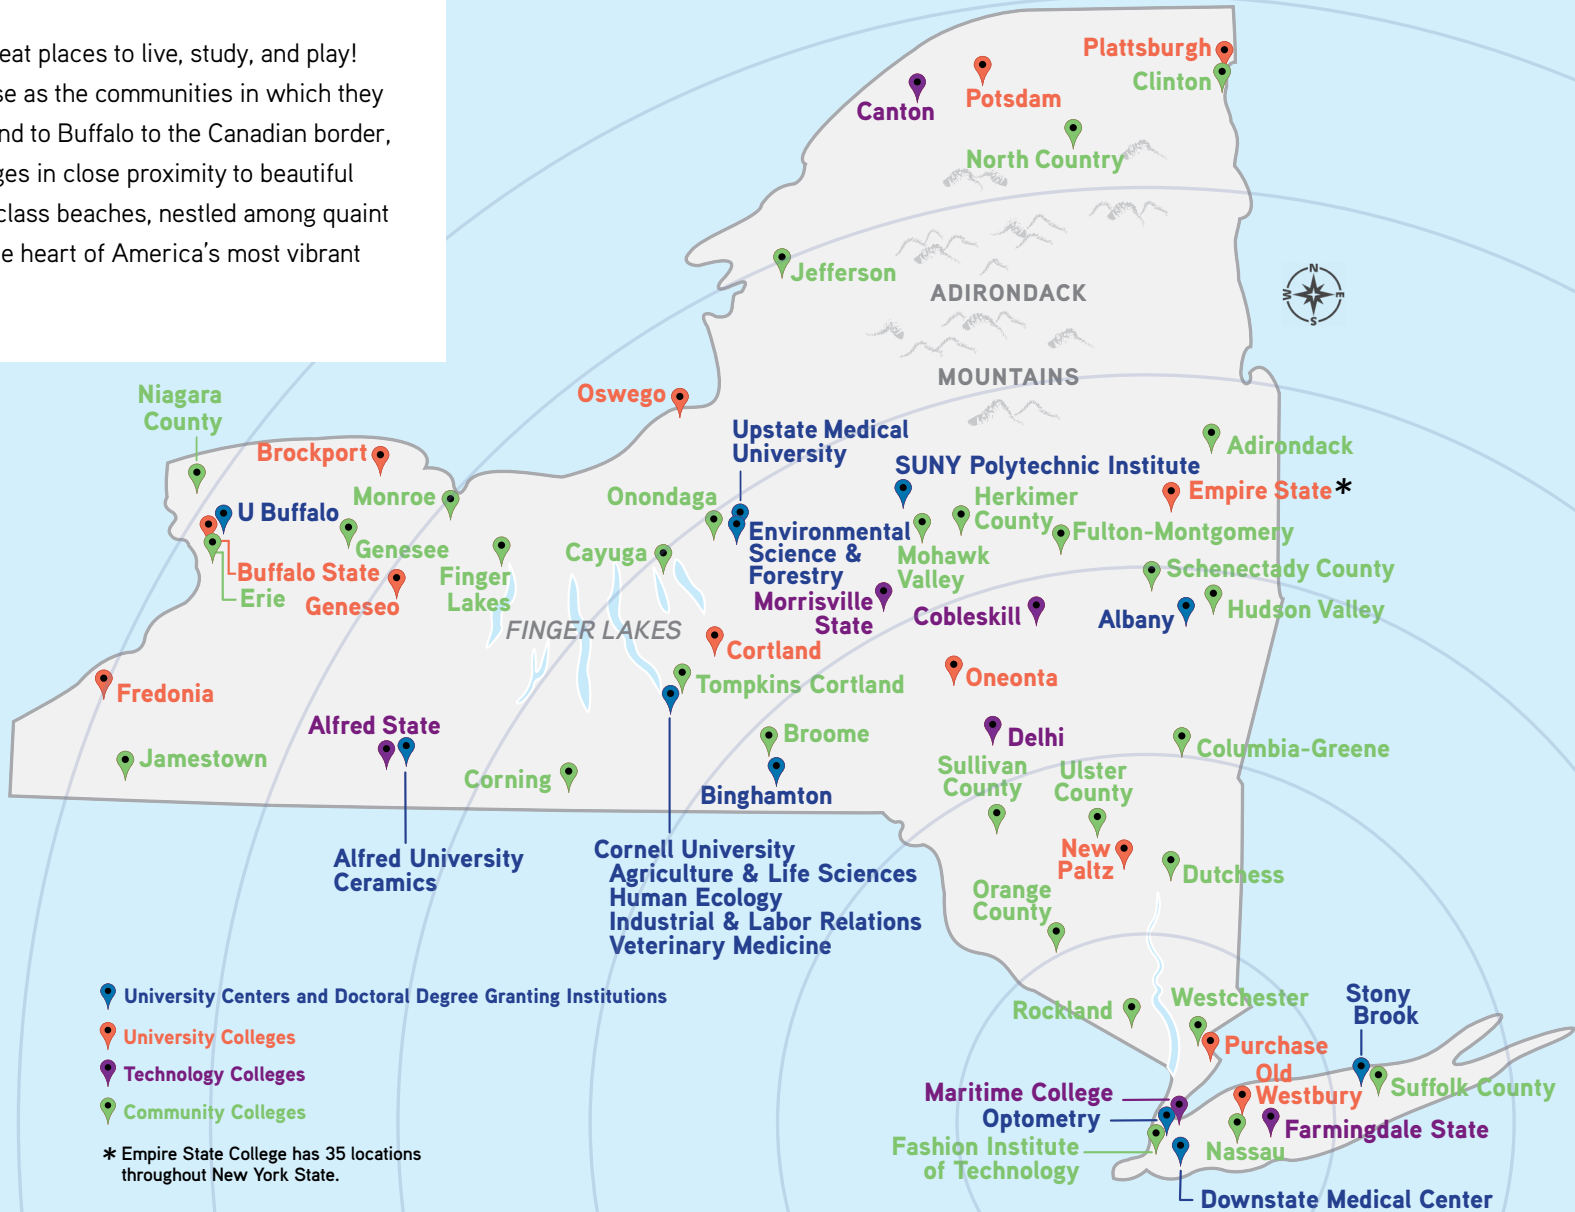 eat places to live, study, and play!
se as the communities in which they
nd to Buffalo to the Canadian border,
ges in close proximity to beautiful
class beaches, nestled among quaint
e heart of America's most vibrant
Plattsburgh
Clinton
Potsdam
Canton
North Country
Jefferson
ADIRONDACK
MOUNTAINS
N
W
E
S
Niagara
County
Oswego
Brockport
Upstate Medical
University
SUNY Polytechnic Institute
Adirondack
Empire State*
Monroe
Onondaga
Herkimer
County
U Buffalo
Environmental
Science &
Forestry
Fulton-Montgomery
Genesee
Cayuga
Mohawk
Valley
Buffalo State
Erie
Geneseo
Finger
Lakes
Schenectady County
Morrisville
State
Cobleskill
Albany
Hudson Valley
FINGER LAKES
Cortland
Oneonta
Tompkins Cortland
Fredonia
Alfred State
Broome
Delhi
Columbia-Greene
Jamestown
Corning
Binghamton
Sullivan
County
Ulster
County
Alfred University
Ceramics
Cornell University
Agriculture & Life Sciences
Human Ecology
Industrial & Labor Relations
Veterinary Medicine
New
Paltz
Dutchess
Orange
County
Rockland
Westchester
Stony
Brook
Purchase
Old
Westbury
Suffolk County
Maritime College
Optometry
Farmingdale State
Fashion Institute
of Technology
Nassau
Downstate Medical Center
University Centers and Doctoral Degree Granting Institutions
University Colleges
Technology Colleges
Community Colleges
* Empire State College has 35 locations
throughout New York State.